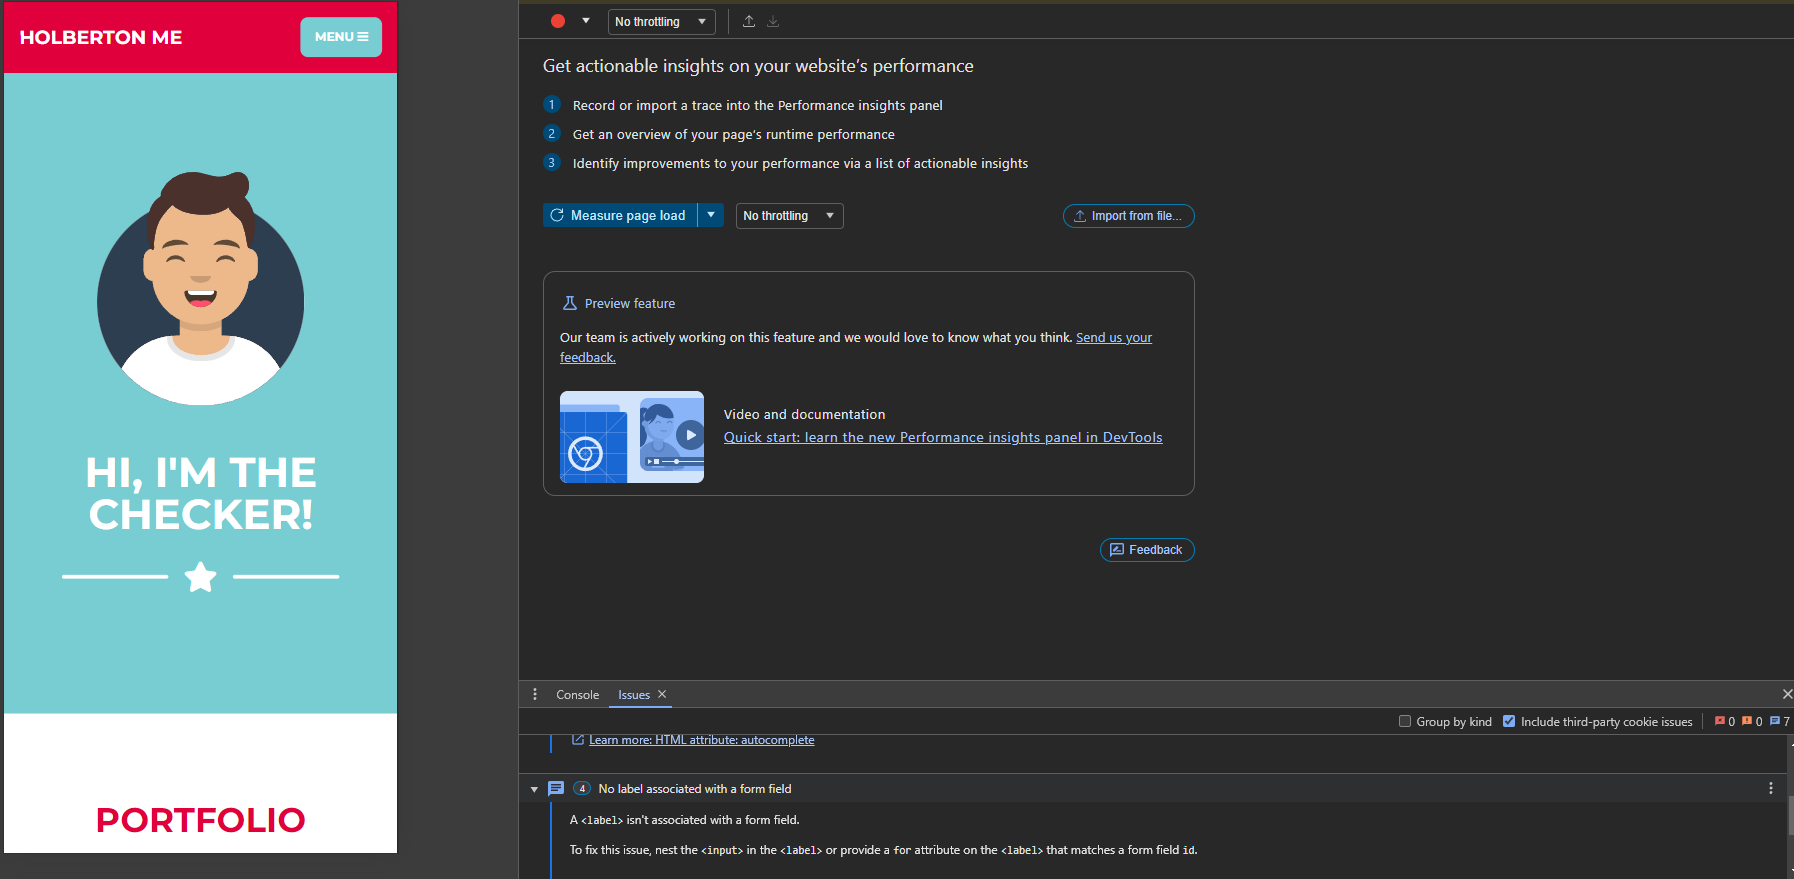 HOLBERTON ME
MENU
HI, I'M THE
CHECKER!
PORTFOLIO
No throttling
Get actionable insights on your website's performance
1 Record or import a trace into the Performance insights panel
2 Get an overview of your page's runtime performance
3 Identify improvements to your performance via a list of actionable insights
Measure page load
No throttling
Import from file...
Preview feature
Our team is actively working on this feature and we would love to know what you think. Send us your
feedback.
Video and documentation
Quick start: learn the new Performance insights panel in DevTools
Feedback
Console
Issues
Group by kind
Include third-party cookie issues
0 0 7
Learn more: HTML attribute: autocomplete
4 No label associated with a form field
A <label> isn't associated with a form field.
To fix this issue, nest the <input> in the <label> or provide a for attribute on the <label> that matches a form field id.